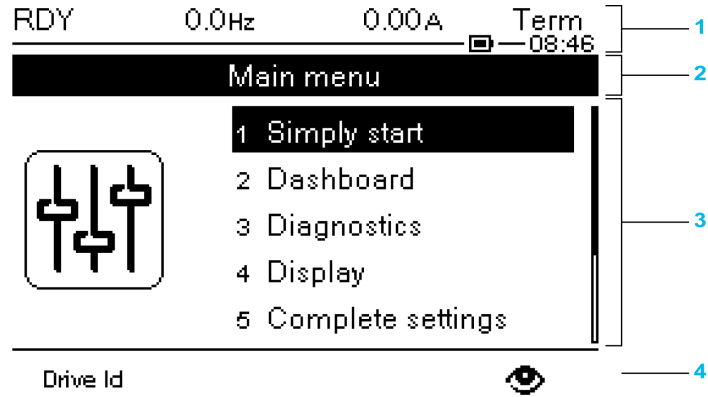 RDY 0.0Hz 0.00A Term
08:46
1
Main menu
2
1 Simply start
2 Dashboard
3 Diagnostics
3
4 Display
5 Complete settings
Drive Id
4